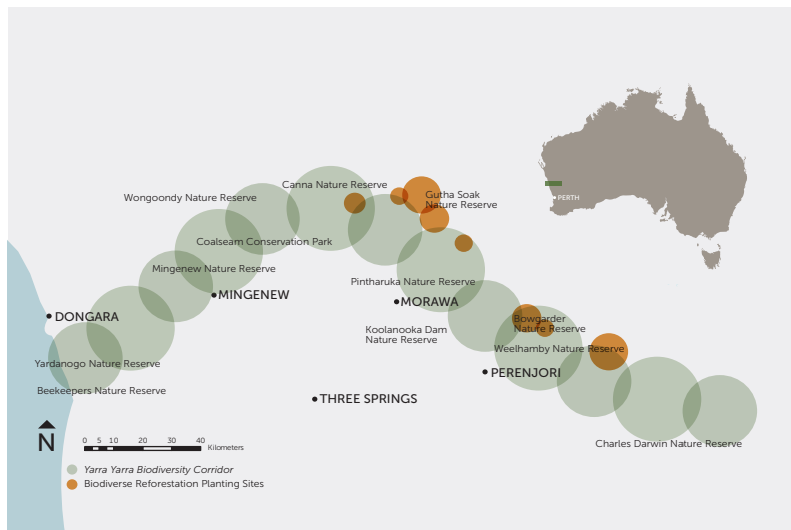 Canna Nature Reserve
Wongoondy Nature Reserve
Gutha Soak
Nature Reserve
PERTH
Coalseam Conservation Park
Mingenew Nature Reserve
Pintharuka Nature Reserve
MINGENEW
MORAWA
DONGARA
Bowgarder
Nature Reserve
Koolanooka Dam
Nature Reserve
Weelhamby Nature Reserve
Yardanogo Nature Reserve
PERENJORI
Beekeepers Nature Reserve
THREE SPRINGS
N
0 5 10 20 30 40
Kilometers
Charles Darwin Nature Reserve
Yarra Yarra Biodiversity Corridor
Biodiverse Reforestation Planting Sites